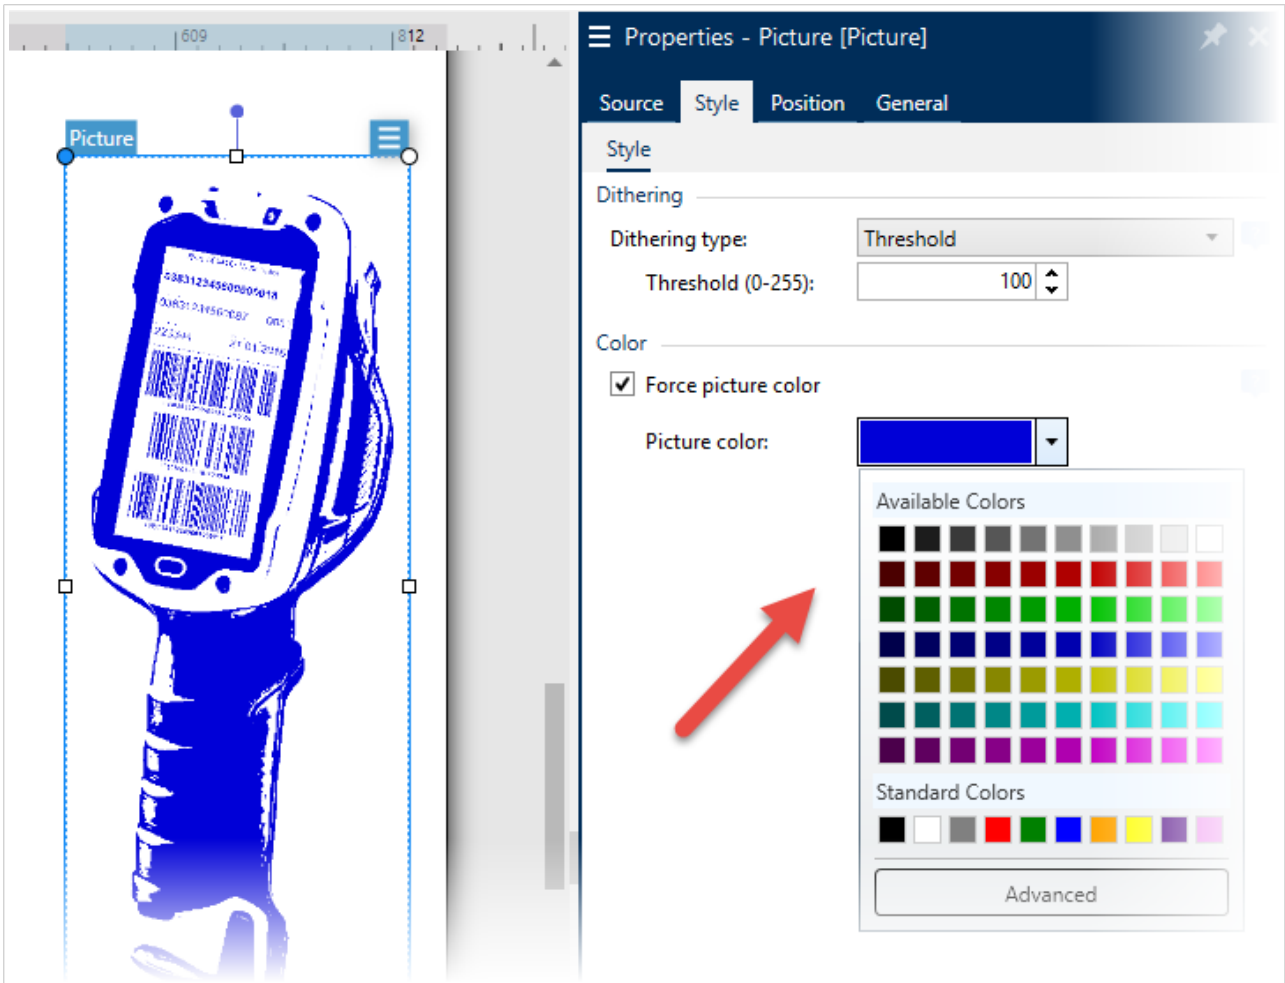 609
812
Properties - Picture [Picture]
Source Style Position General
Picture
Style
Dithering
Dithering type: Threshold
Threshold (0-255): 100
Color
Force picture color
Picture color:
Available Colors
Standard Colors
Advanced